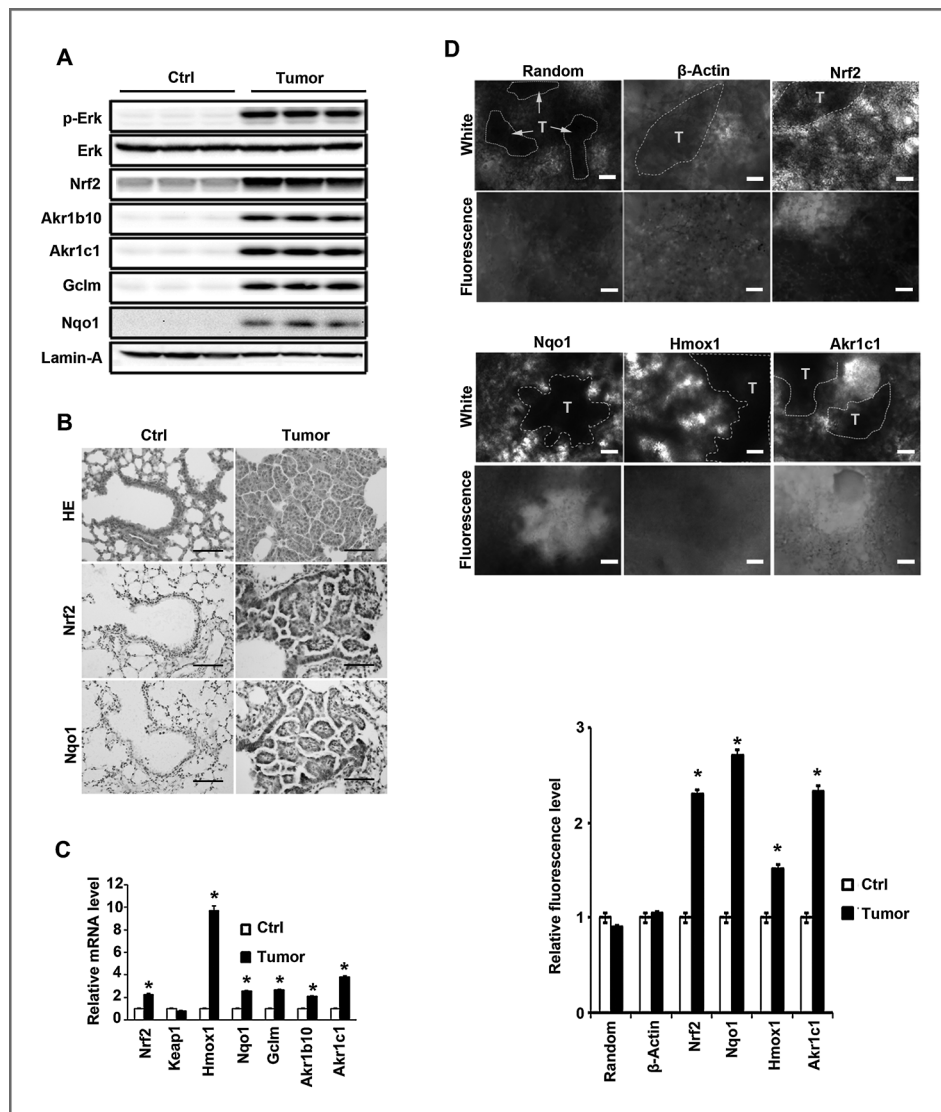 A
Ctrl Tumor
p-Erk
Erk
Nrf2
Akr1b10
Akr1c1
Gclm
Nqo1
Lamin-A
B
Ctrl Tumor
HE
Nrf2
Nqo1
C
Relative mRNA level
12
10
8
6
4
2
0
* * * * * *
Ctrl
Tumor
Nrf2 Keap1 Hmox1 Nqo1 Gclm Akr1b10 Akr1c1
D
Random β-Actin Nrf2
White
T T T
Fluorescence
Nqo1 Hmox1 Akr1c1
White
T T T T
Fluorescence
Relative fluorescence level
3
2
1
0
* * * *
Ctrl
Tumor
Random β-Actin Nrf2 Nqo1 Hmox1 Akr1c1